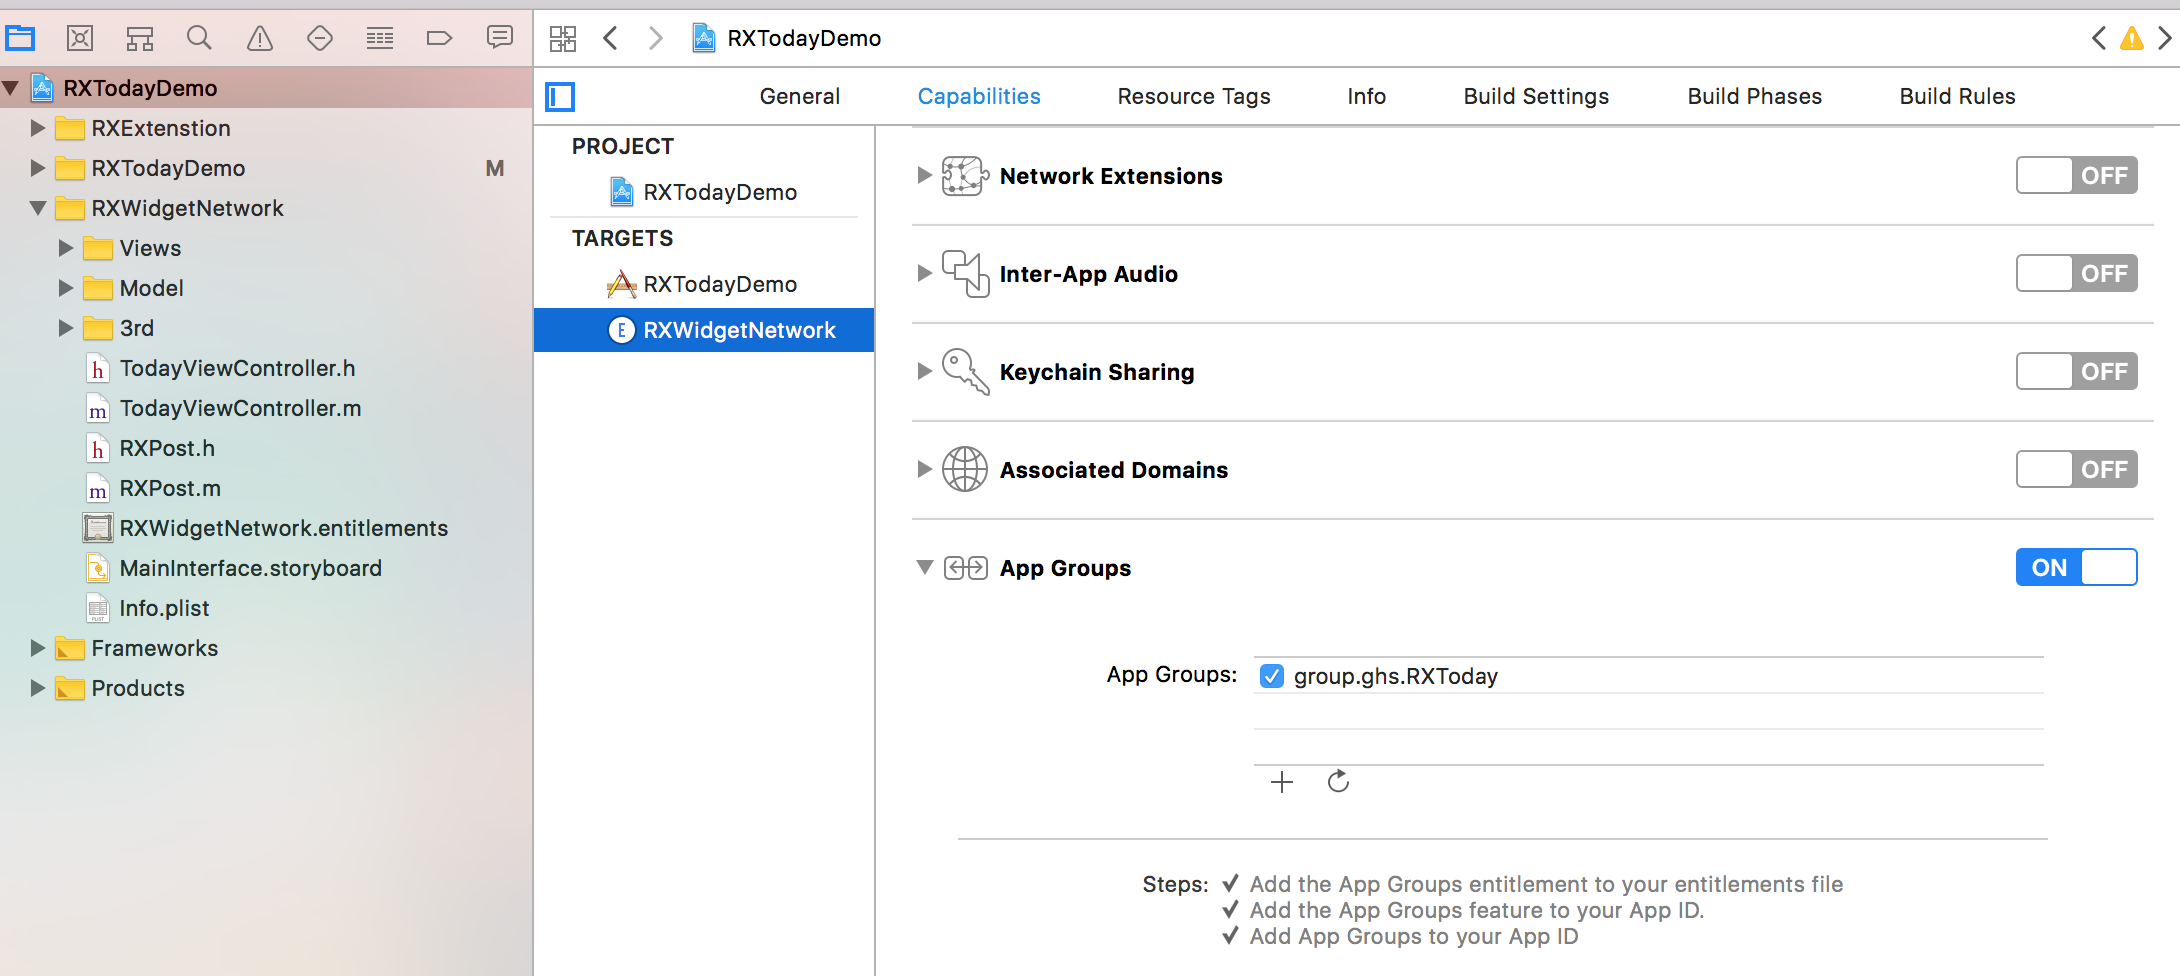 RXTodayDemo
General Capabilities Resource Tags Info Build Settings Build Phases Build Rules
RXTodayDemo
RXExtenstion
RXTodayDemo M
RXWidgetNetwork
Views
Model
3rd
h TodayViewController.h
m TodayViewController.m
h RXPost.h
m RXPost.m
RXWidgetNetwork.entitlements
MainInterface.storyboard
PLIST Info.plist
Frameworks
Products
PROJECT
RXTodayDemo
TARGETS
RXTodayDemo
E RXWidgetNetwork
Network Extensions OFF
Inter-App Audio OFF
Keychain Sharing OFF
Associated Domains OFF
App Groups ON
App Groups: group.ghs.RXToday
Steps: ✓ Add the App Groups entitlement to your entitlements file
✓ Add the App Groups feature to your App ID.
✓ Add App Groups to your App ID